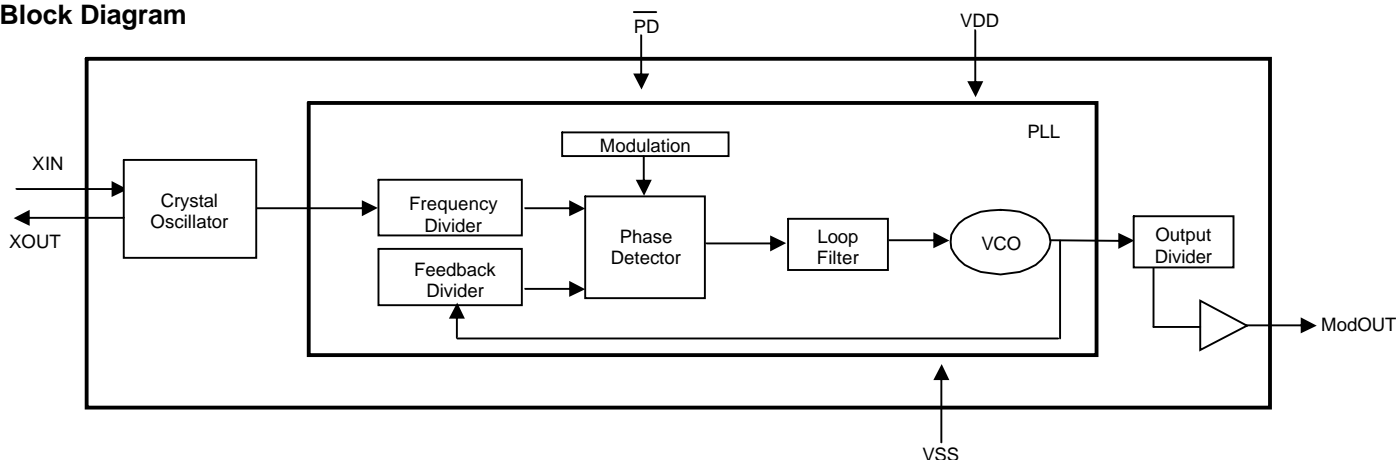 Block Diagram
PD
VDD
PLL
Modulation
XIN
XOUT
Crystal
Oscillator
Frequency
Divider
Feedback
Divider
Phase
Detector
Loop
Filter
VCO
Output
Divider
ModOUT
VSS